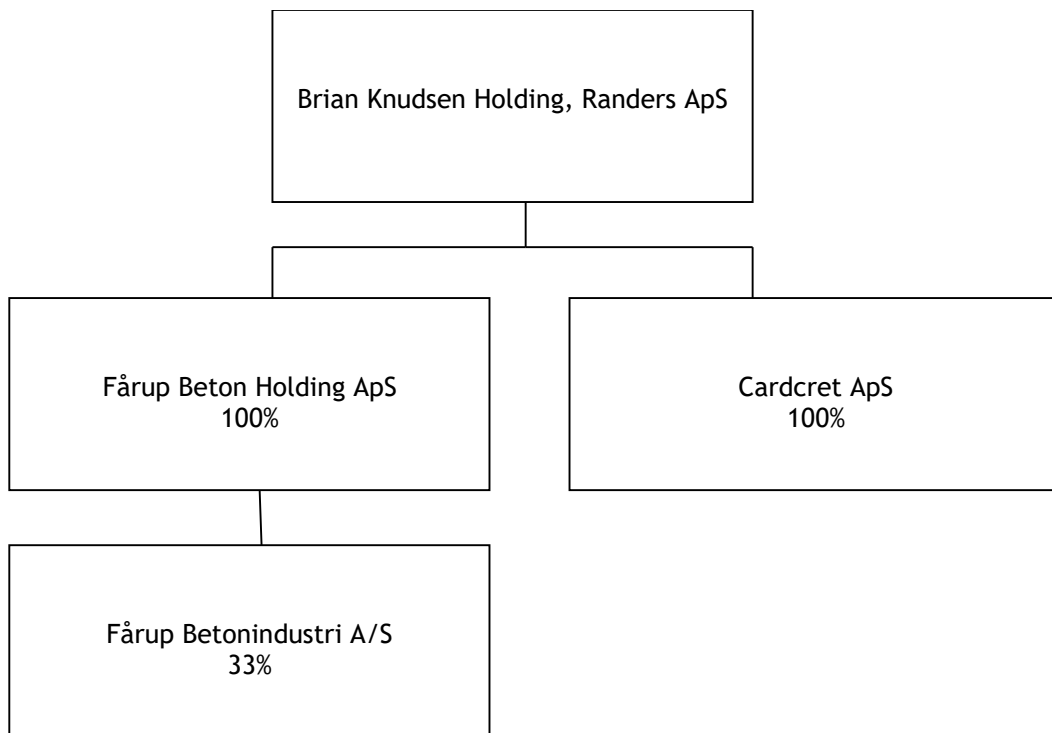 Brian Knudsen Holding, Randers ApS
Fårup Beton Holding ApS
100%
Cardcret ApS
100%
Fårup Betonindustri A/S
33%